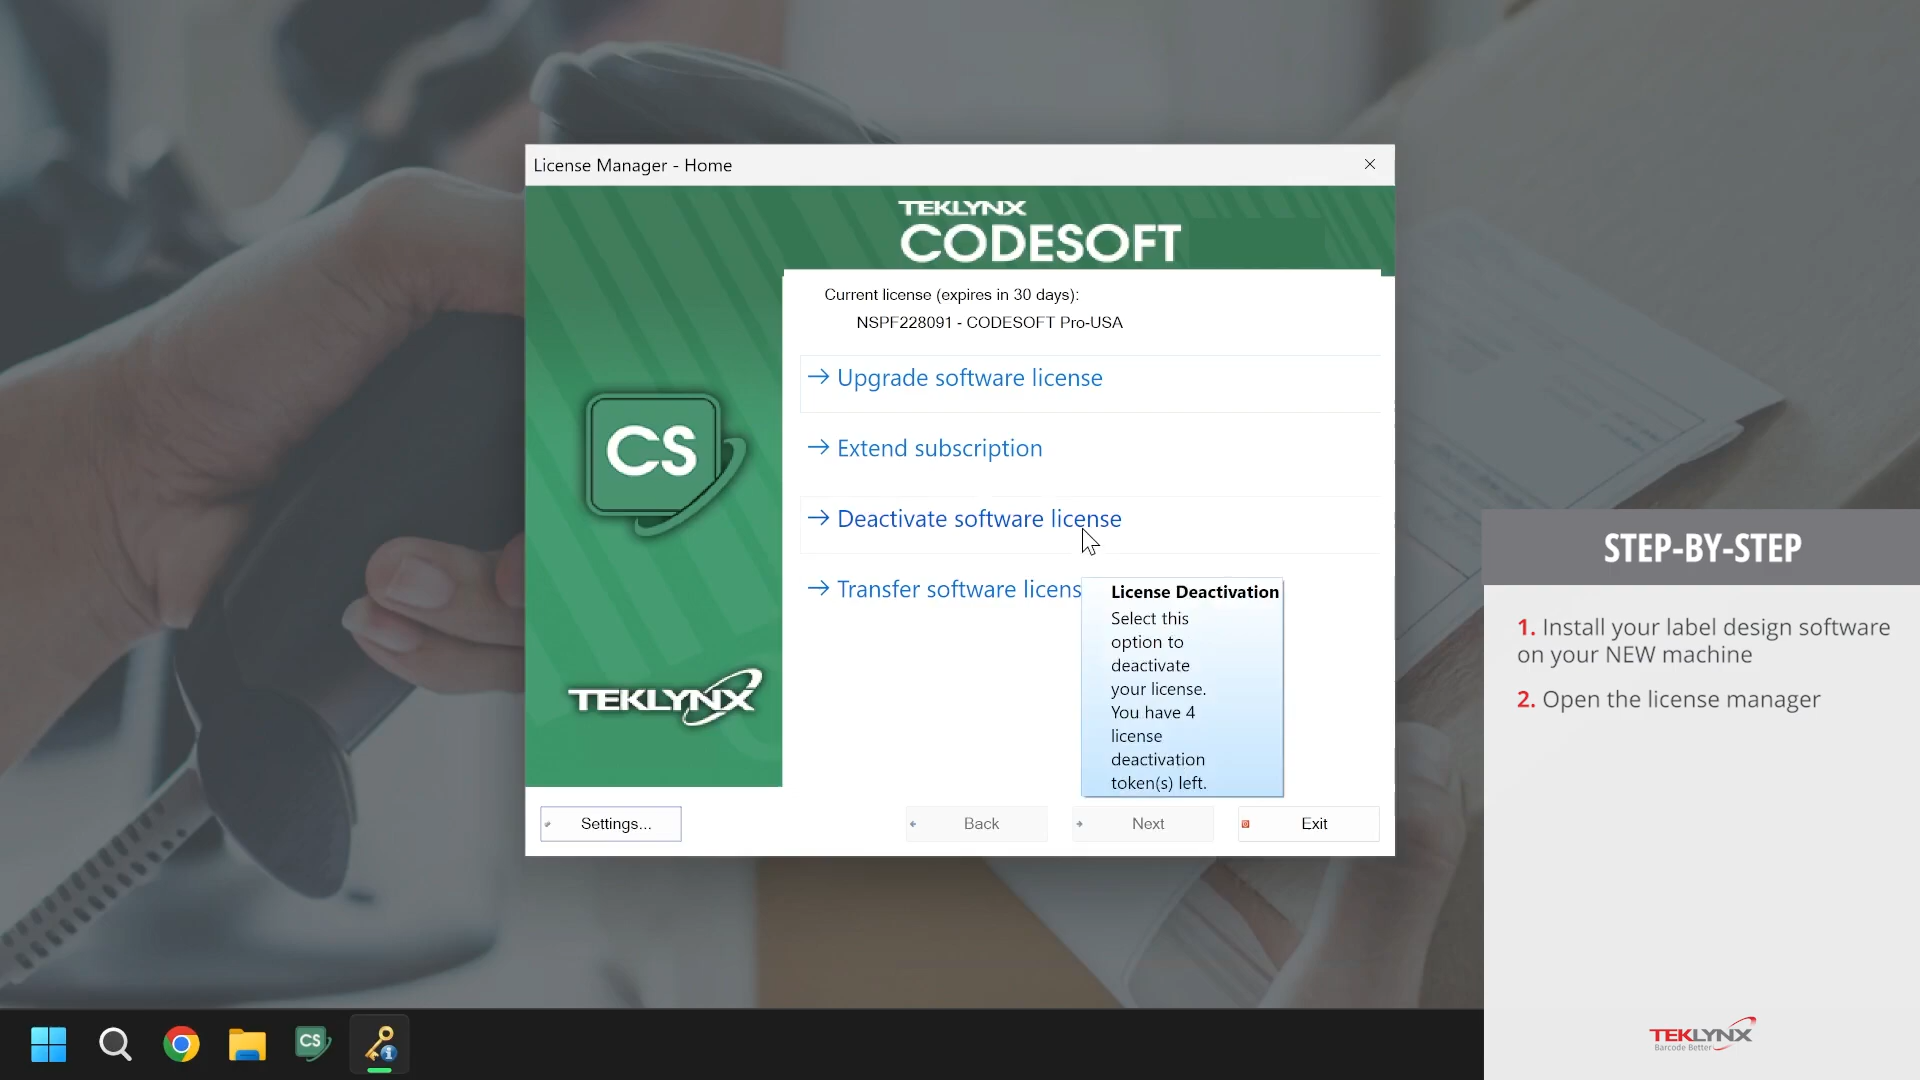 License Manager - Home
TEKLYNX
CODESOFT
Current license (expires in 30 days):
NSPF228091 - CODESOFT Pro-USA
Upgrade software license
Extend subscription
Deactivate software license
Transfer software licens
License Deactivation
Select this
option to
deactivate
your license.
You have 4
license
deactivation
token(s) left.
CS
TEKLYNX
Settings...
Back
Next
Exit
STEP-BY-STEP
1. Install your label design software
on your NEW machine
2. Open the license manager
CS
TEKLYNX
Barcode Better